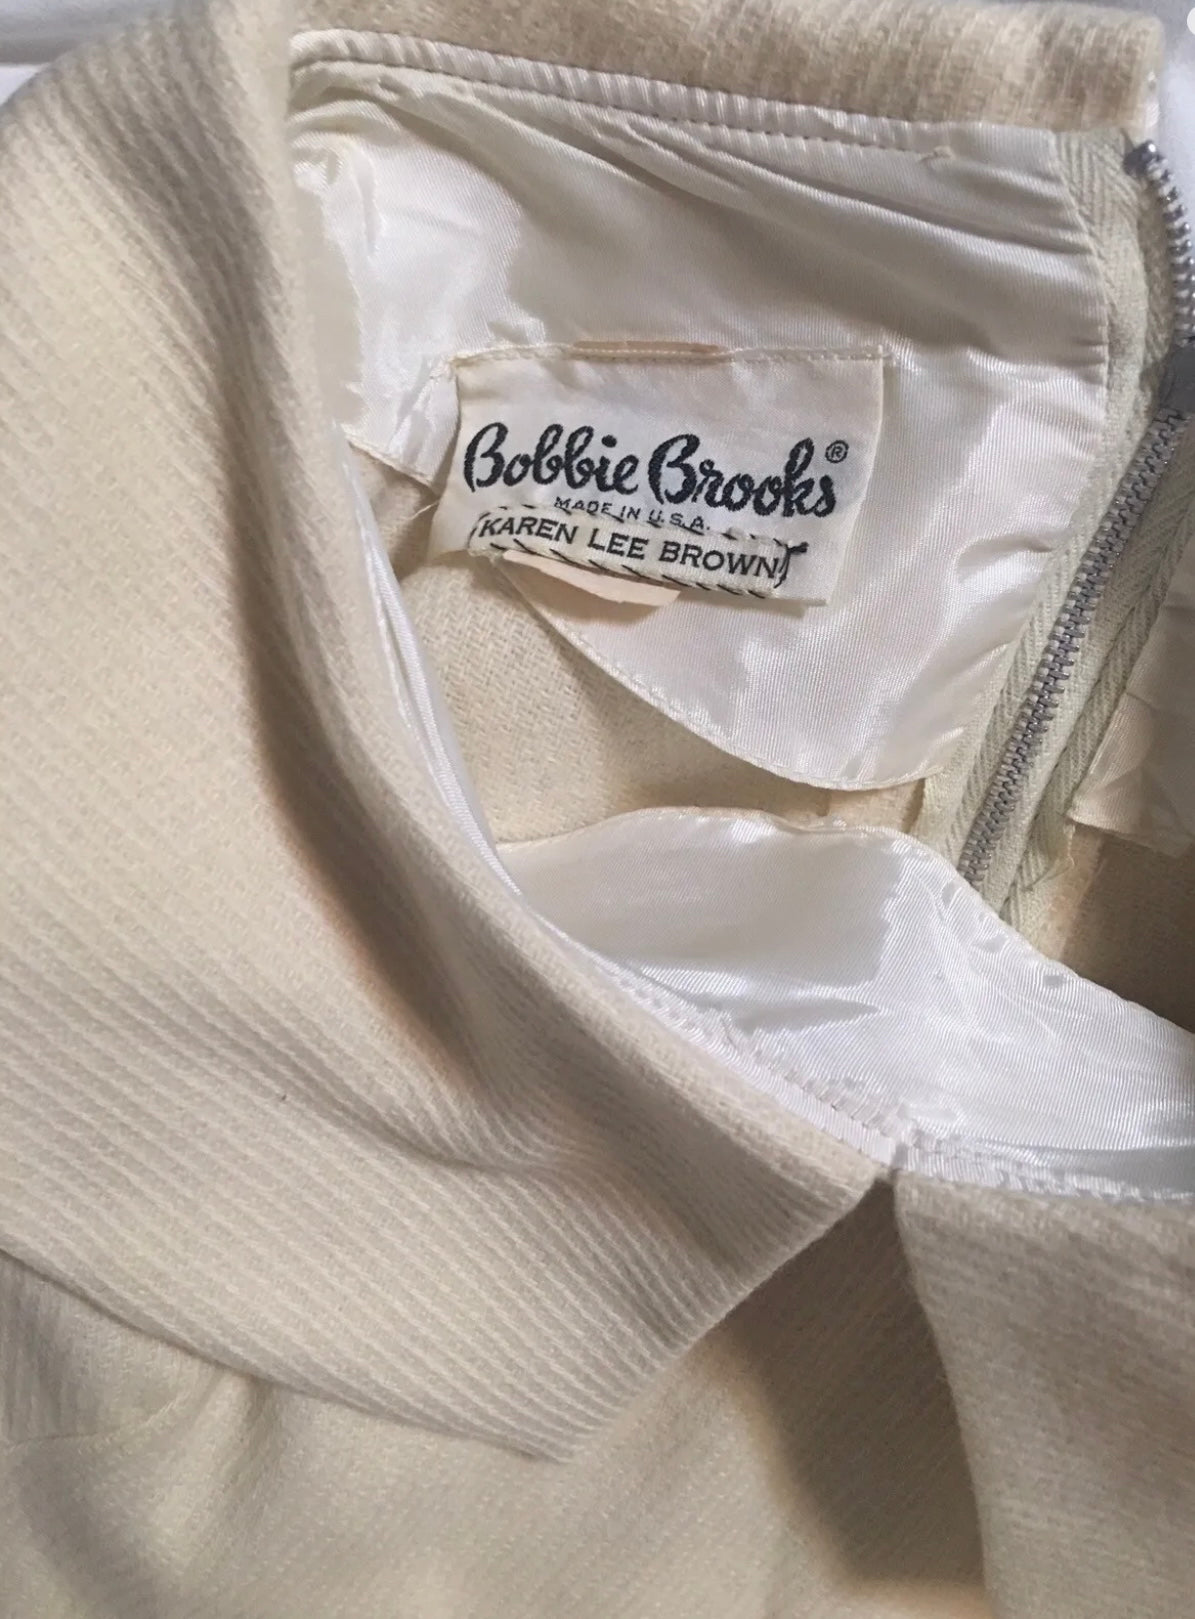 Bobbie Brooks®
MADE IN U.S.A.
KAREN LEE BROWN